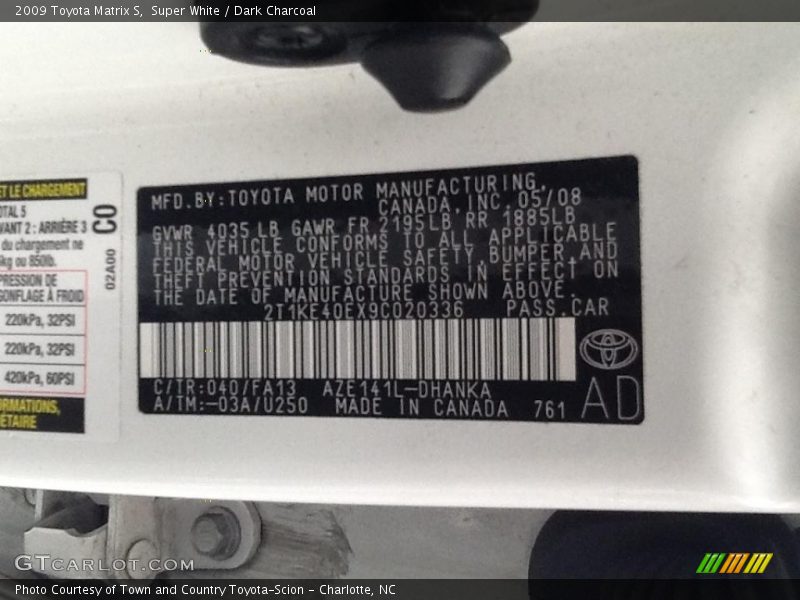 2009 Toyota Matrix S,  Super White / Dark Charcoal
ET LE CHARGEMENT
OTAL 5
VANT 2 : ARRIÈRE 3
du chargement ne
kg ou 850lb.
CO
02A00
PRESSION DE
GONFLAGE À FROID
220kPa, 32PSI
220kPa, 32PSI
420kPa, 60PSI
ORMATIONS,
ÉTAIRE
MFD.BY:TOYOTA MOTOR MANUFACTURING,
CANADA,INC.05/08
GVWR 4035 LB GAWR FR 2195LB,RR 1885LB
THIS VEHICLE CONFORMS TO ALL APPLICABLE
FEDERAL MOTOR VEHICLE SAFETY,BUMPER,AND
THEFT PREVENTION STANDARDS IN EFFECT ON
THE DATE OF MANUFACTURE SHOWN ABOVE.
2T1KE40EX9C020336 PASS.CAR
C/TR:040/FA13 AZE141L-DHANKA
A/TM:-03A/U250 MADE IN CANADA 761
AD
GTCARLOT.COM
Photo Courtesy of Town and Country Toyota-Scion - Charlotte, NC